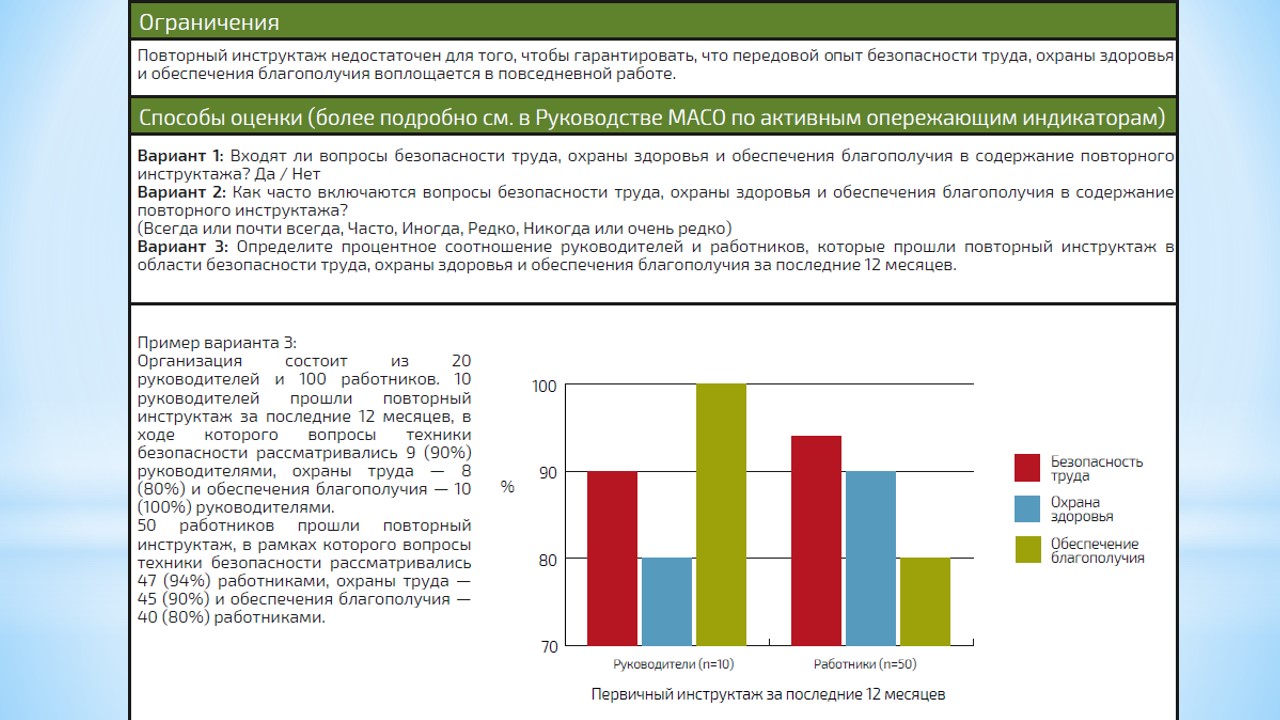 Ограничения
Повторный инструктаж недостаточен для того, чтобы гарантировать, что передовой опыт безопасности труда, охраны здоровья
и обеспечения благополучия воплощается в повседневной работе.
Способы оценки (более подробно см. в Руководстве МАСО по активным опережающим индикаторам)
Вариант 1: Входят ли вопросы безопасности труда, охраны здоровья и обеспечения благополучия в содержание повторного
инструктажа? Да / Нет
Вариант 2: Как часто включаются вопросы безопасности труда, охраны здоровья и обеспечения благополучия в содержание
повторного инструктажа?
(Всегда или почти всегда, Часто, Иногда, Редко, Никогда или очень редко)
Вариант 3: Определите процентное соотношение руководителей и работников, которые прошли повторный инструктаж в
области безопасности труда, охраны здоровья и обеспечения благополучия за последние 12 месяцев.
Пример варианта 3:
Организация состоит из 20
руководителей и 100 работников. 10
руководителей прошли повторный
инструктаж за последние 12 месяцев, в
ходе которого вопросы техники
безопасности рассматривались 9 (90%)
руководителями, охраны труда — 8
(80%) и обеспечения благополучия — 10
(100%) руководителями.
50 работников прошли повторный
инструктаж, в рамках которого вопросы
техники безопасности рассматривались
47 (94%) работниками, охраны труда —
45 (90%) и обеспечения благополучия —
40 (80%) работниками.
100
90
%
80
70
Руководители (n=10)
Работники (n=50)
Первичный инструктаж за последние 12 месяцев
Безопасность
труда
Охрана
здоровья
Обеспечение
благополучия